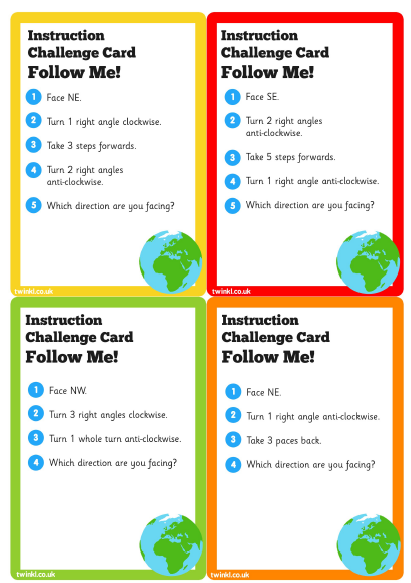 Instruction
Challenge Card
Follow Me!
1 Face NE.
2 Turn 1 right angle clockwise.
3 Take 3 steps forwards.
4 Turn 2 right angles
anti-clockwise.
5 Which direction are you facing?
twinkl.co.uk
Instruction
Challenge Card
Follow Me!
1 Face SE.
2 Turn 2 right angles
anti-clockwise.
3 Take 5 steps forwards.
4 Turn 1 right angle anti-clockwise.
5 Which direction are you facing?
twinkl.co.uk
Instruction
Challenge Card
Follow Me!
1 Face NW.
2 Turn 3 right angles clockwise.
3 Turn 1 whole turn anti-clockwise.
4 Which direction are you facing?
twinkl.co.uk
Instruction
Challenge Card
Follow Me!
1 Face NE.
2 Turn 1 right angle anti-clockwise.
3 Take 3 paces back.
4 Which direction are you facing?
twinkl.co.uk